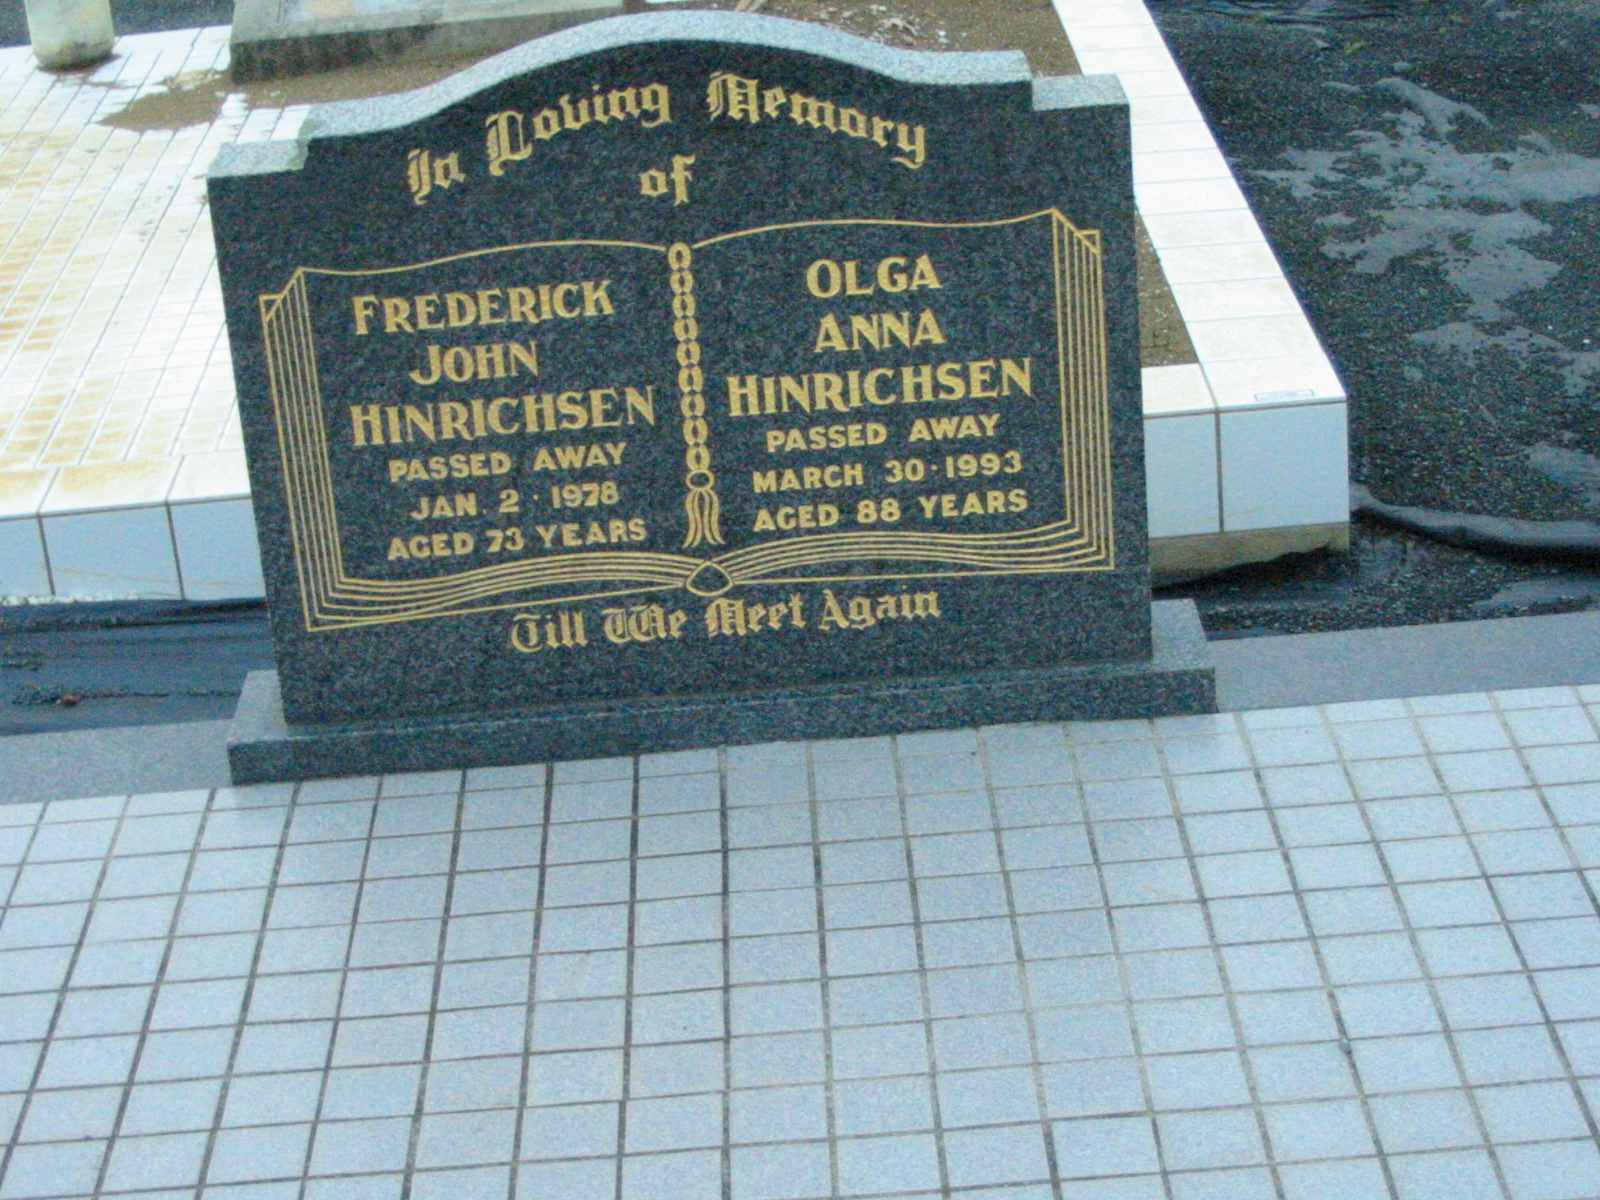 In Loving Memory
of
FREDERICK
JOHN
HINRICHSEN
PASSED AWAY
JAN. 2 · 1978
AGED 73 YEARS
OLGA
ANNA
HINRICHSEN
PASSED AWAY
MARCH 30 · 1993
AGED 88 YEARS
Till We Meet Again